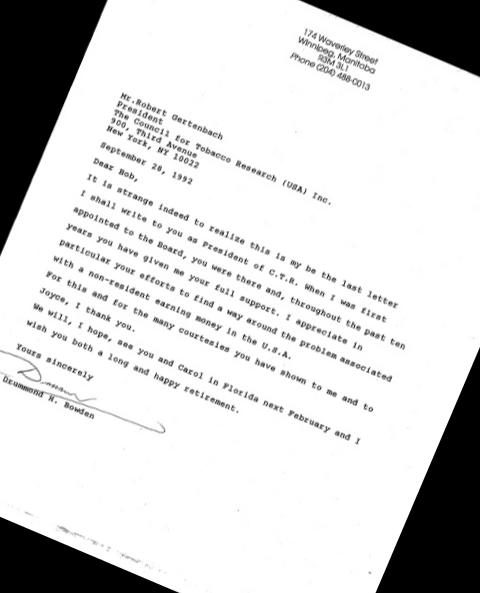 174 Waverley Street
Winnipeg, Manitoba
R3M 3L1
Phone (204) 488-0013
Mr.Robert Gertenbach
President
The Council for Tobacco Research (USA) Inc.
900, Third Avenue
New York, NY 10022
September 28, 1992
Dear Bob,
It is strange indeed to realize this is my be the last letter
I shall write to you as President of C.T.R. When I was first
appointed to the Board, you were there and, throughout the past ten
years you have given me your full support. I appreciate in
particular your efforts to find a way around the problem associated
with a non-resident earning money in the U.S.A.
For this and for the many courtesies you have shown to me and to
Joyce, I thank you.
We will, I hope, see you and Carol in Florida next February and I
wish you both a long and happy retirement.
Yours sincerely
Drummond H. Bowden